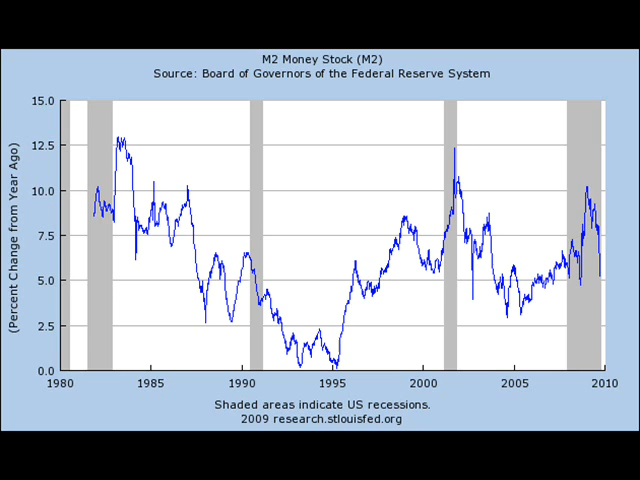 M2 Money Stock (M2)
Source: Board of Governors of the Federal Reserve System
(Percent Change from Year Ago)
15.0
12.5
10.0
7.5
5.0
2.5
0.0
1980 1985 1990 1995 2000 2005 2010
Shaded areas indicate US recessions.
2009 research.stlouisfed.org